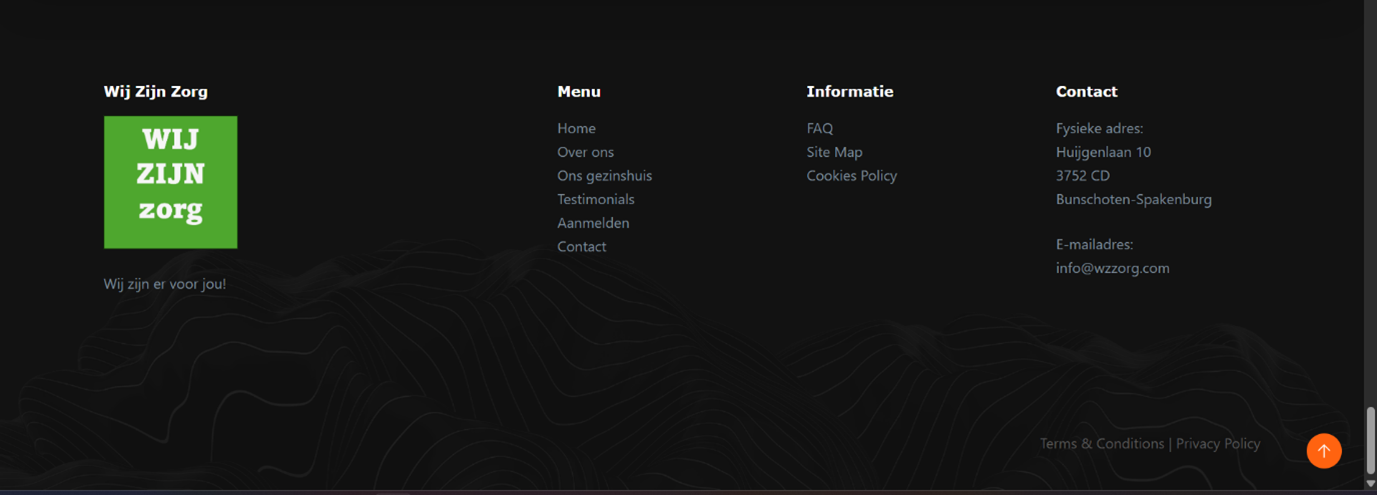 Wij Zijn Zorg
WIJ
ZIJN
zorg
Wij zijn er voor jou!
Menu
Home
Over ons
Ons gezinshuis
Testimonials
Aanmelden
Contact
Informatie
FAQ
Site Map
Cookies Policy
Contact
Fysieke adres:
Huijgenlaan 10
3752 CD
Bunschoten-Spakenburg
E-mailadres:
info@wzzorg.com
Terms & Conditions | Privacy Policy